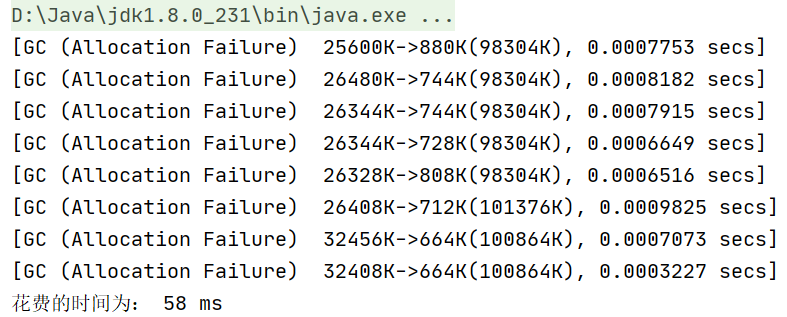 D:\Java\jdk1.8.0_231\bin\java.exe ...
[GC (Allocation Failure)  25600K->880K(98304K), 0.0007753 secs]
[GC (Allocation Failure)  26480K->744K(98304K), 0.0008182 secs]
[GC (Allocation Failure)  26344K->744K(98304K), 0.0007915 secs]
[GC (Allocation Failure)  26344K->728K(98304K), 0.0006649 secs]
[GC (Allocation Failure)  26328K->808K(98304K), 0.0006516 secs]
[GC (Allocation Failure)  26408K->712K(101376K), 0.0009825 secs]
[GC (Allocation Failure)  32456K->664K(100864K), 0.0007073 secs]
[GC (Allocation Failure)  32408K->664K(100864K), 0.0003227 secs]
花费的时间为: 58 ms